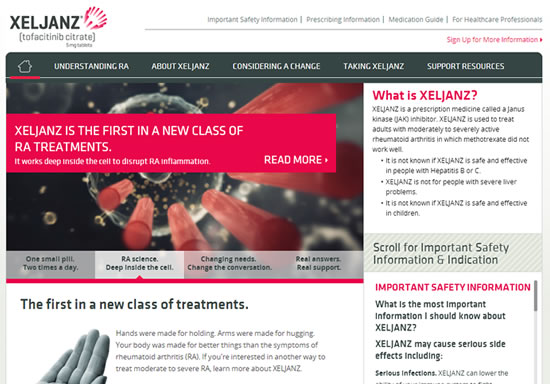 XELJANZ
(tofacitinib citrate)
5 mg tablets
Important Safety Information | Prescribing Information | Medication Guide | For Healthcare Professionals
Sign Up for More Information
UNDERSTANDING RA
ABOUT XELJANZ
CONSIDERING A CHANGE
TAKING XELJANZ
SUPPORT RESOURCES
XELJANZ IS THE FIRST IN A NEW CLASS OF
RA TREATMENTS.
It works deep inside the cell to disrupt RA inflammation.
READ MORE
One small pill.
Two times a day.
RA science.
Deep inside the cell.
Changing needs.
Change the conversation.
Real answers.
Real support.
The first in a new class of treatments.
Hands were made for holding. Arms were made for hugging.
Your body was made for better things than the symptoms of
rheumatoid arthritis (RA). If you're interested in another way to
treat moderate to severe RA, learn more about XELJANZ.
What is XELJANZ?
XELJANZ is a prescription medicine called a Janus
kinase (JAK) inhibitor. XELJANZ is used to treat
adults with moderately to severely active
rheumatoid arthritis in which methotrexate did not
work well.
• It is not known if XELJANZ is safe and effective
in people with Hepatitis B or C.
• XELJANZ is not for people with severe liver
problems.
• It is not known if XELJANZ is safe and effective
in children.
Scroll for Important Safety
Information & Indication
IMPORTANT SAFETY INFORMATION
What is the most important
information I should know about
XELJANZ?
XELJANZ may cause serious side
effects including:
Serious infections. XELJANZ can lower the